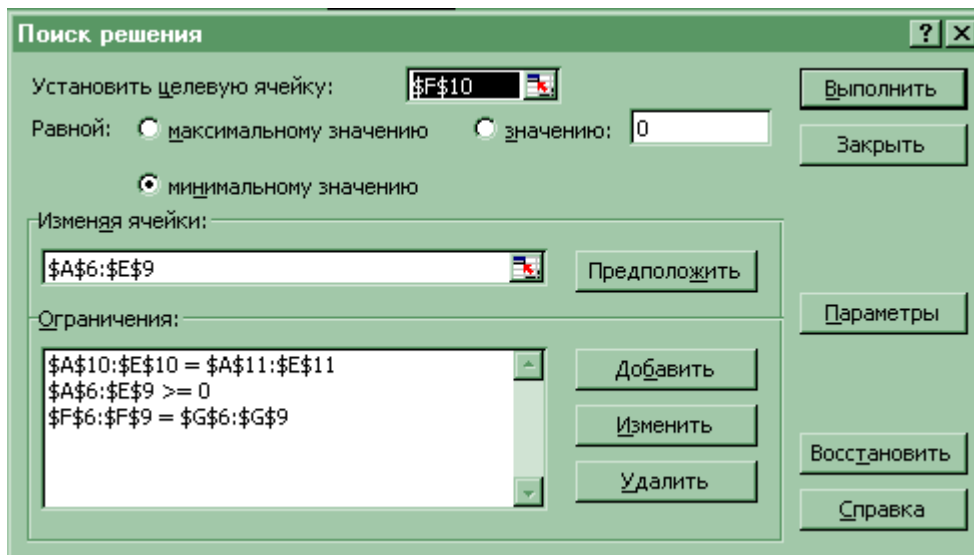 Поиск решения
Установить целевую ячейку: $F$10
Выполнить
Равной: максимальному значению значению: 0
Закрыть
минимальному значению
Изменяя ячейки:
$A$6:$E$9
Предположить
Параметры
Ограничения:
$A$10:$E$10 = $A$11:$E$11
$A$6:$E$9 >= 0
$F$6:$F$9 = $G$6:$G$9
Добавить
Изменить
Удалить
Восстановить
Справка